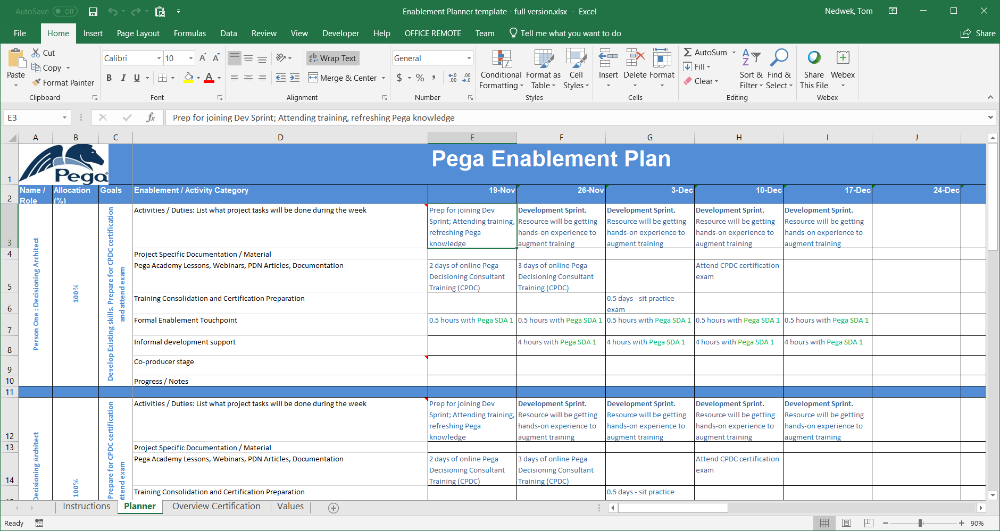 AutoSave Off
Enablement Planner template - full version.xlsx - Excel
Nedwek, Tom
File Home Insert Page Layout Formulas Data Review View Developer Help OFFICE REMOTE Team Tell me what you want to do Share
Paste
Cut
Copy
Format Painter
Clipboard
Calibri 10
B I U
Font
Wrap Text
Merge & Center
Alignment
General
$ % ,
Number
Conditional Formatting
Format as Table
Cell Styles
Styles
Insert Delete Format
Cells
AutoSum
Fill
Clear
Sort & Filter
Find & Select
Editing
Share This File
Webex
Webex
E3 fx Prep for joining Dev Sprint; Attending training, refreshing Pega knowledge
A B C D E F G H I J
1
Pega
Pega Enablement Plan
2
Name / Role
Allocation (%)
Goals
Enablement / Activity Category
19-Nov 26-Nov 3-Dec 10-Dec 17-Dec 24-Dec
Person One : Decisioning Architect
100%
Develop Existing skills. Prepare for CPDC certification
and attend exam
3
Activities / Duties: List what project tasks will be done during the week
Prep for joining Dev
Sprint; Attending training,
refreshing Pega
knowledge
Development Sprint.
Resource will be getting
hands-on experience to
augment training
Development Sprint.
Resource will be getting
hands-on experience to
augment training
Development Sprint.
Resource will be getting
hands-on experience to
augment training
Development Sprint.
Resource will be getting
hands-on experience to
augment training
4
Project Specific Documentation / Material
5
Pega Academy Lessons, Webinars, PDN Articles, Documentation
2 days of online Pega
Decisioning Consultant
Training (CPDC)
3 days of online Pega
Decisioning Consultant
Training (CPDC)
Attend CPDC certification
exam
6
Training Consolidation and Certification Preparation
0.5 days - sit practice
exam
7
Formal Enablement Touchpoint
0.5 hours with Pega SDA 1
0.5 hours with Pega SDA 1
0.5 hours with Pega SDA 1
0.5 hours with Pega SDA 1
0.5 hours with Pega SDA 1
8
Informal development support
4 hours with Pega SDA 1
4 hours with Pega SDA 1
4 hours with Pega SDA 1
4 hours with Pega SDA 1
9
Co-producer stage
10
Progress / Notes
11
Decisioning Architect
100%
Prepare for CPDC certification
ttend exam
12
Activities / Duties: List what project tasks will be done during the week
Prep for joining Dev
Sprint; Attending training,
refreshing Pega
knowledge
Development Sprint.
Resource will be getting
hands-on experience to
augment training
Development Sprint.
Resource will be getting
hands-on experience to
augment training
Development Sprint.
Resource will be getting
hands-on experience to
augment training
Development Sprint.
Resource will be getting
hands-on experience to
augment training
13
Project Specific Documentation / Material
14
Pega Academy Lessons, Webinars, PDN Articles, Documentation
2 days of online Pega
Decisioning Consultant
Training (CPDC)
3 days of online Pega
Decisioning Consultant
Training (CPDC)
Attend CPDC certification
exam
Training Consolidation and Certification Preparation
0.5 days - sit practice
Instructions Planner Overview Certification Values
Ready
90%